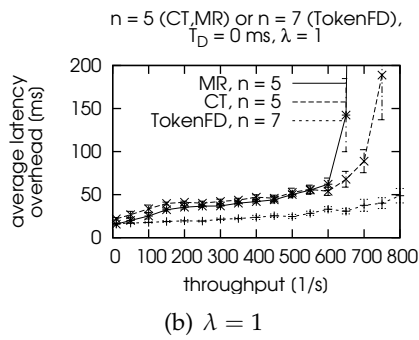 n = 5 (CT,MR) or n = 7 (TokenFD),
T_D = 0 ms, λ = 1
average latency
overhead (ms)
200
150
100
50
0
MR, n = 5
CT, n = 5
TokenFD, n = 7
0 100 200 300 400 500 600 700 800
throughput [1/s]
(b) λ = 1